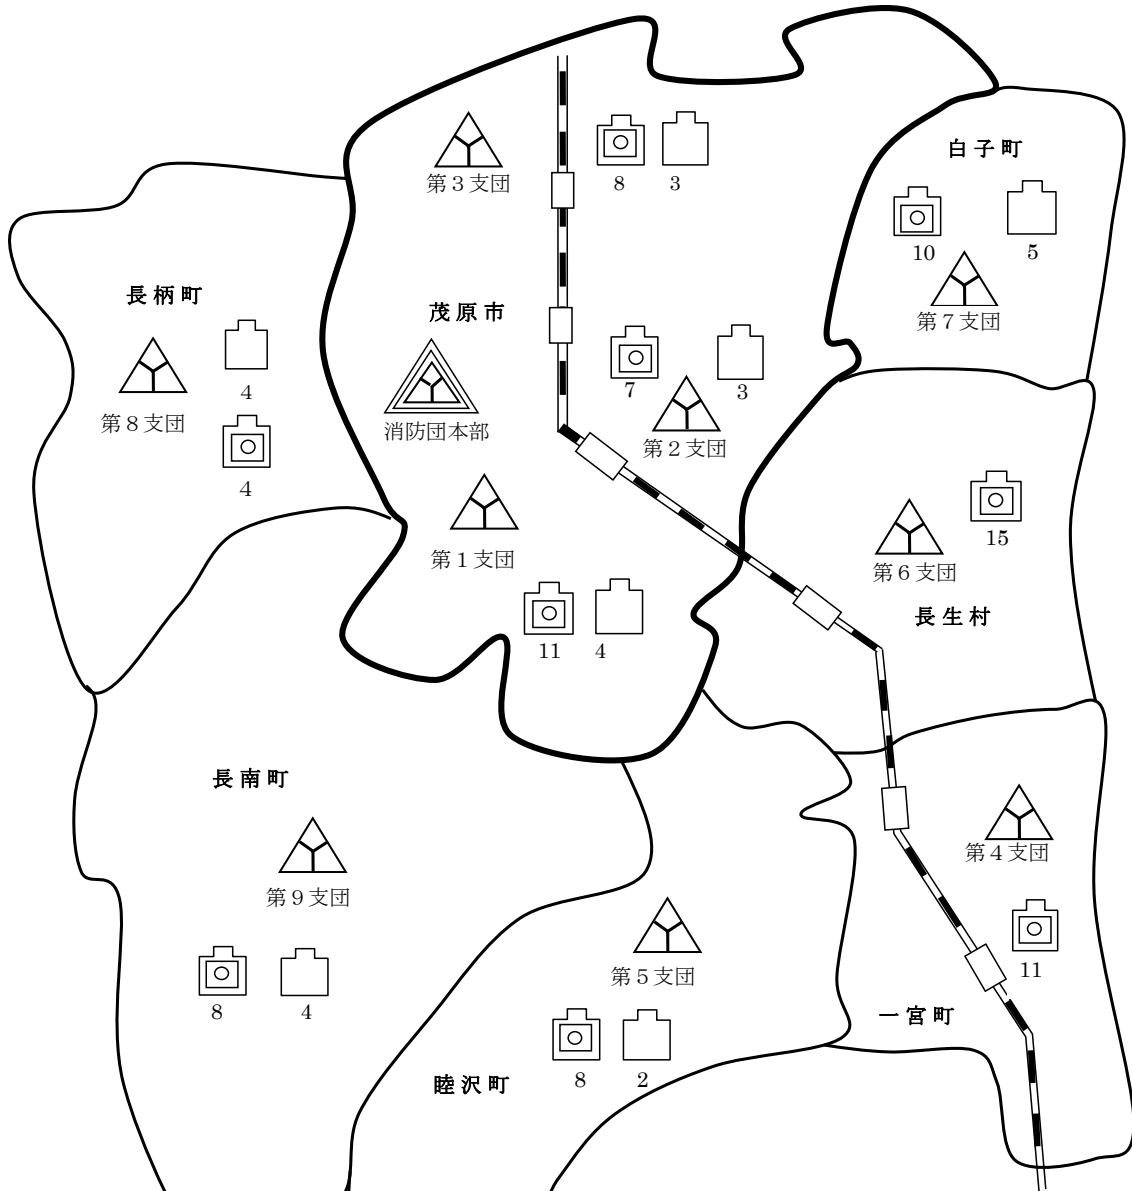 白子町
第3支団
8
3
10
5
第7支団
長柄町
茂原市
4
第8支団
7
3
消防団本部
第2支団
4
第1支団
15
第6支団
長生村
11
4
長南町
第4支団
第9支団
第5支団
11
8
4
一宮町
8
2
睦沢町